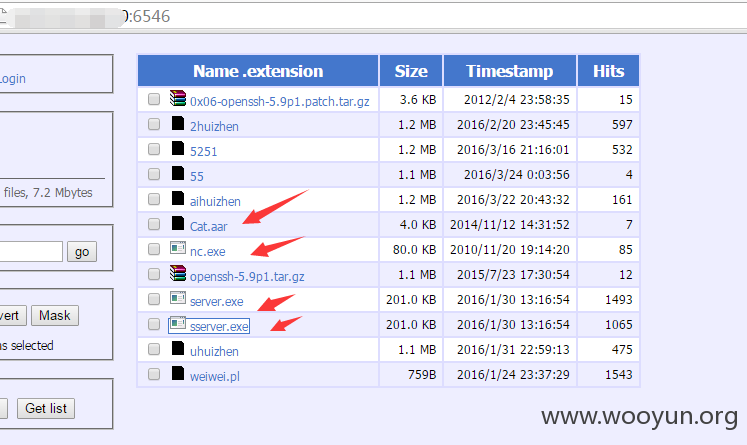 :6546
Login
files, 7.2 Mbytes
go
Mask
s selected
Get list
Name .extension Size Timestamp Hits
0x06-openssh-5.9p1.patch.tar.gz 3.6 KB 2012/2/4 23:58:35 15
2huizhen 1.2 MB 2016/2/20 23:45:45 597
5251 1.2 MB 2016/3/16 21:16:01 532
55 1.1 MB 2016/3/24 0:03:56 4
aihuizhen 1.2 MB 2016/3/22 20:43:32 161
Cat.aar 4.0 KB 2014/11/12 14:31:52 7
nc.exe 80.0 KB 2010/11/20 19:14:20 85
openssh-5.9p1.tar.gz 1.1 MB 2015/7/23 17:30:54 12
server.exe 201.0 KB 2016/1/30 13:16:54 1493
sserver.exe 201.0 KB 2016/1/30 13:16:54 1065
uhuizhen 1.1 MB 2016/1/31 22:59:13 475
weiwei.pl 759B 2016/1/24 23:37:29 1543
www.wooyun.org